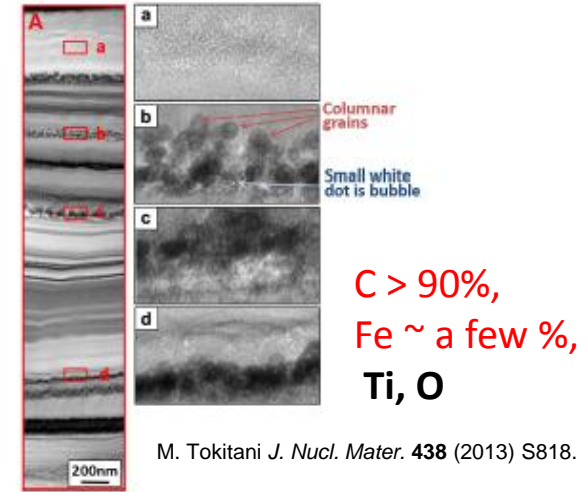 A
a
b
c
d
200nm
a
b
Columnar
grains
Small white
dot is bubble
c
d
C > 90%,
Fe ~ a few %,
Ti, O
M. Tokitani J. Nucl. Mater. 438 (2013) S818.